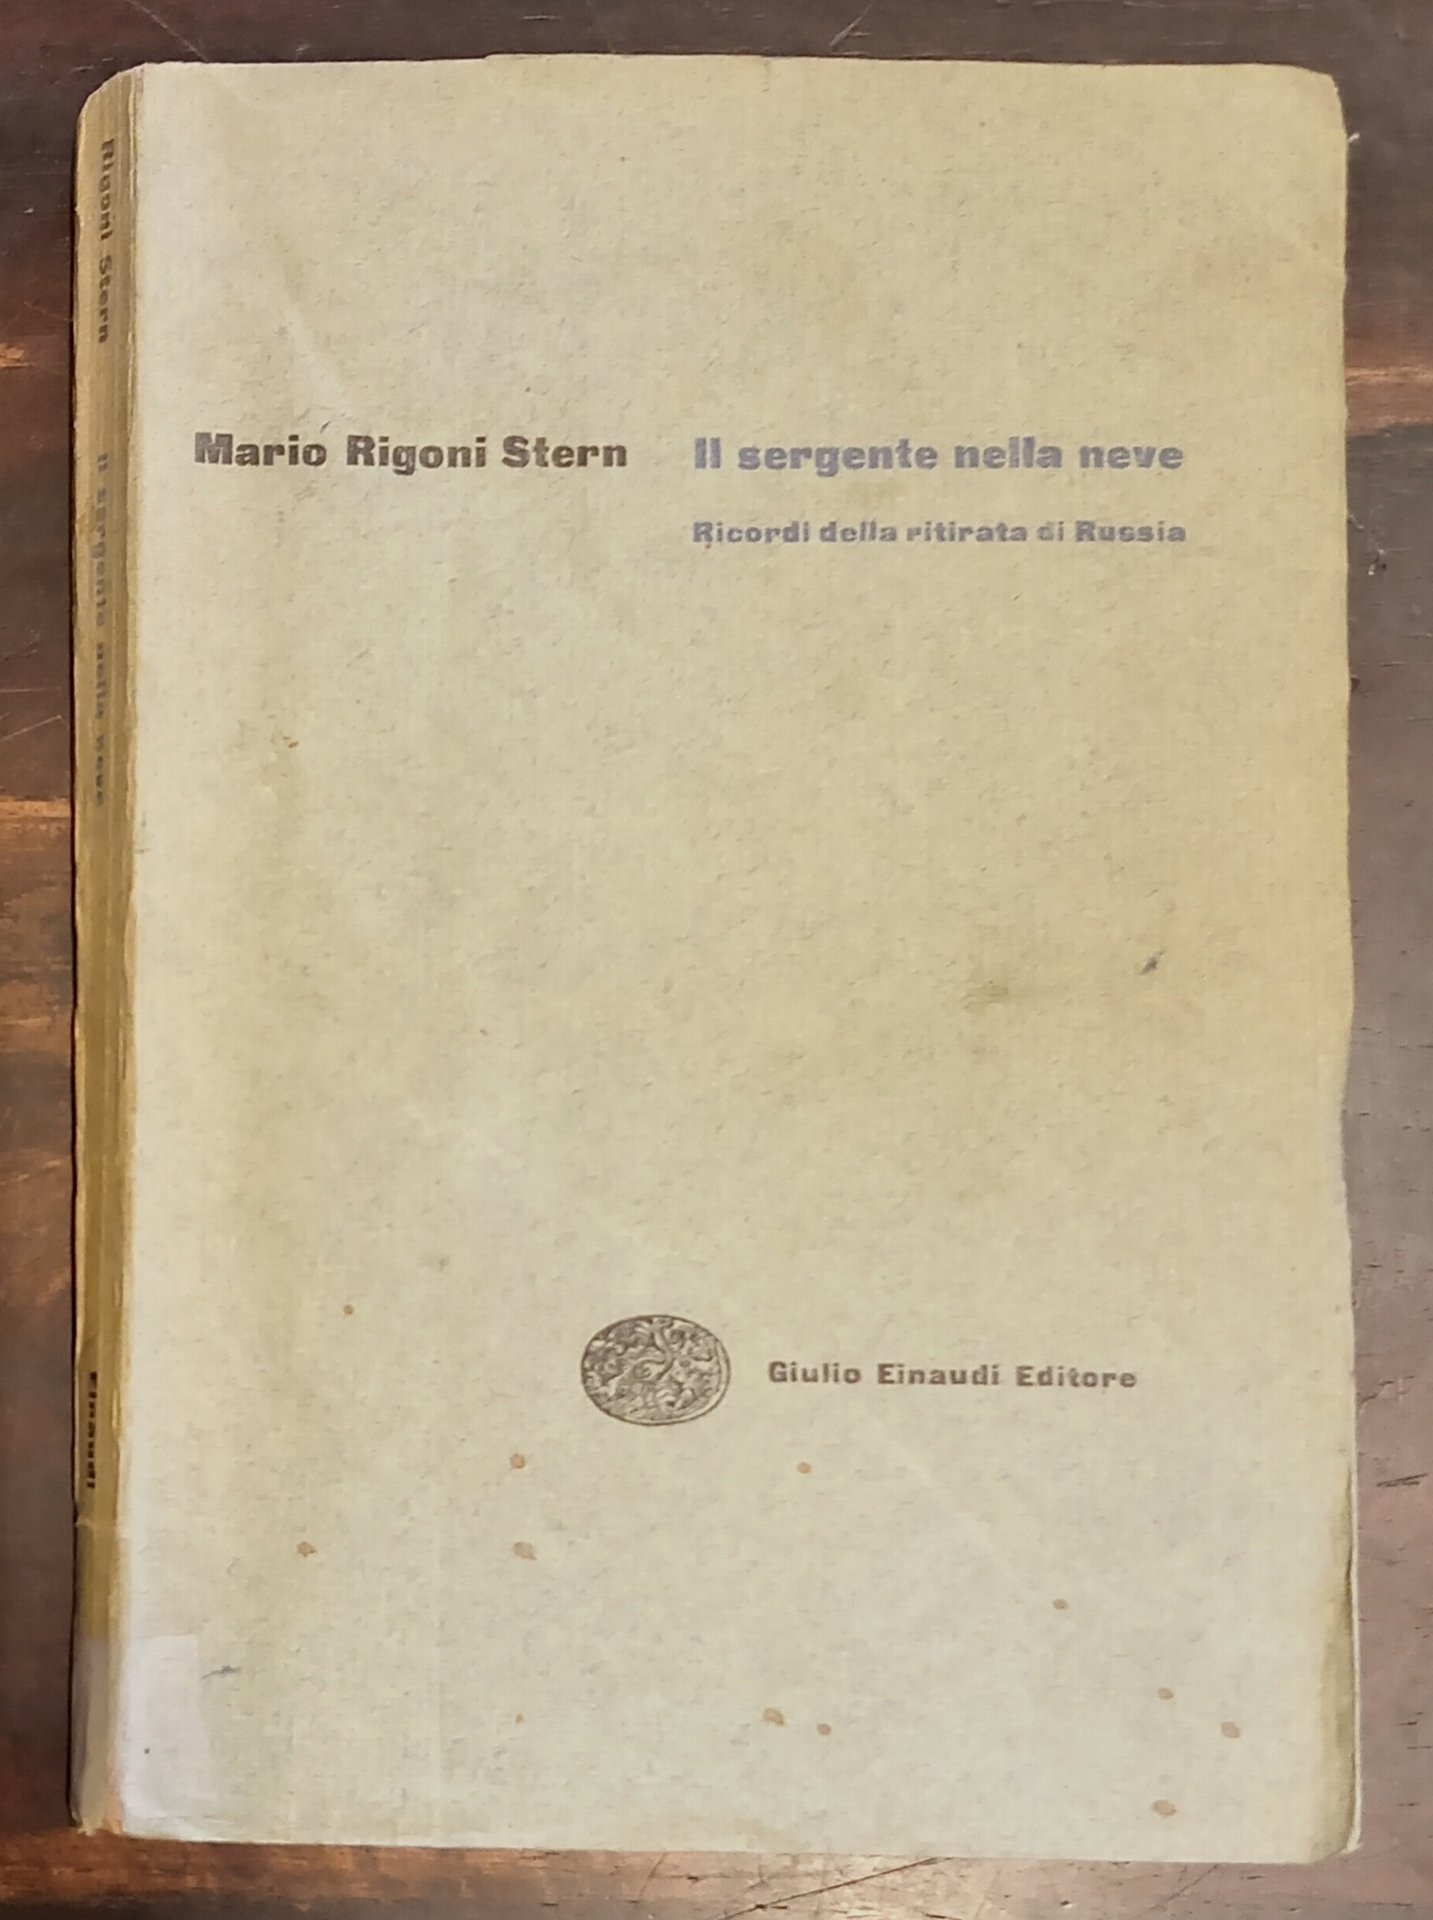 Mario Rigoni Stern
Il sergente nella neve
Ricordi della ritirata di Russia
Giulio Einaudi Editore
Rigoni Stern
Il sergente nella neve
Einaudi